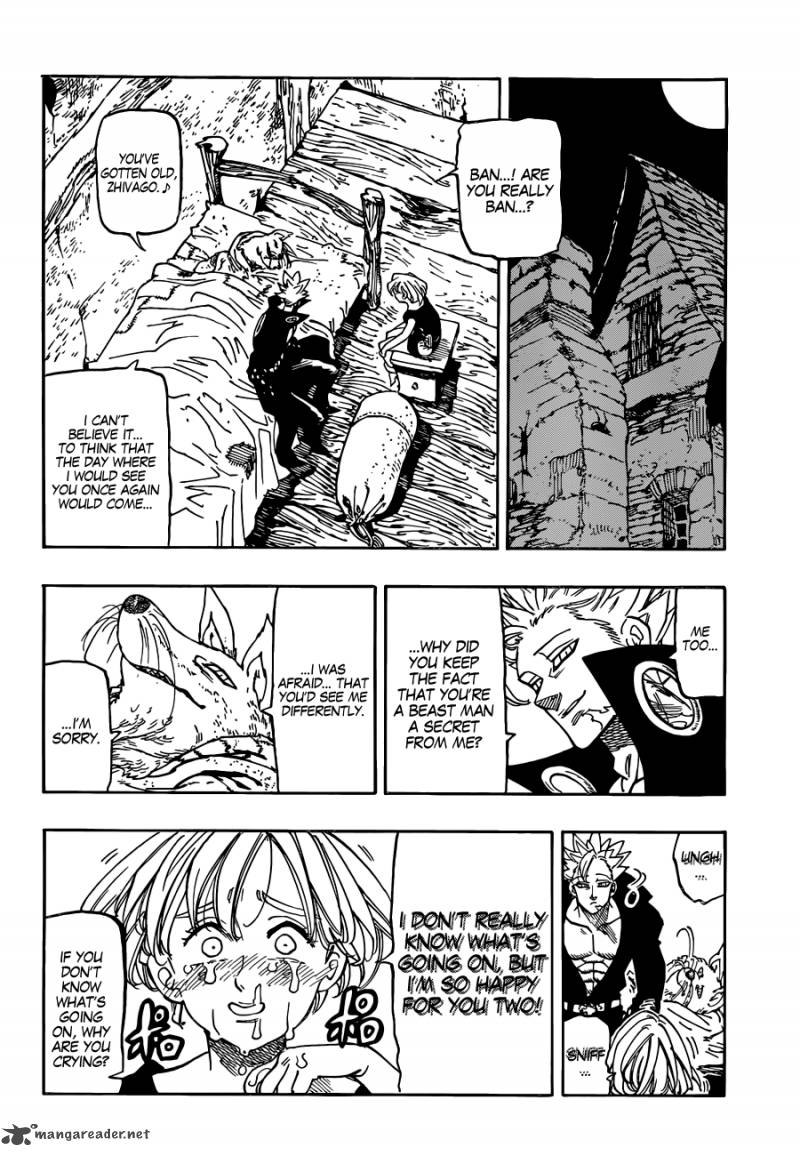 BAN...! ARE
YOU REALLY
BAN...?
YOU'VE
GOTTEN OLD,
ZHIVAGO.♪
I CAN'T
BELIEVE IT...
TO THINK THAT
THE DAY WHERE
I WOULD SEE
YOU ONCE AGAIN
WOULD COME...
ME
TOO...
...WHY DID
YOU KEEP
THE FACT
THAT YOU'RE
A BEAST MAN
A SECRET
FROM ME?
...I WAS
AFRAID... THAT
YOU'D SEE ME
DIFFERENTLY.
...I'M
SORRY.
UNGH
...
SNIFF
...
I DON'T REALLY
KNOW WHAT'S
GOING ON, BUT
I'M SO HAPPY
FOR YOU TWO!
ポロ
ポロ
IF YOU
DON'T
KNOW
WHAT'S
GOING
ON, WHY
ARE YOU
CRYING?
mangareader.net